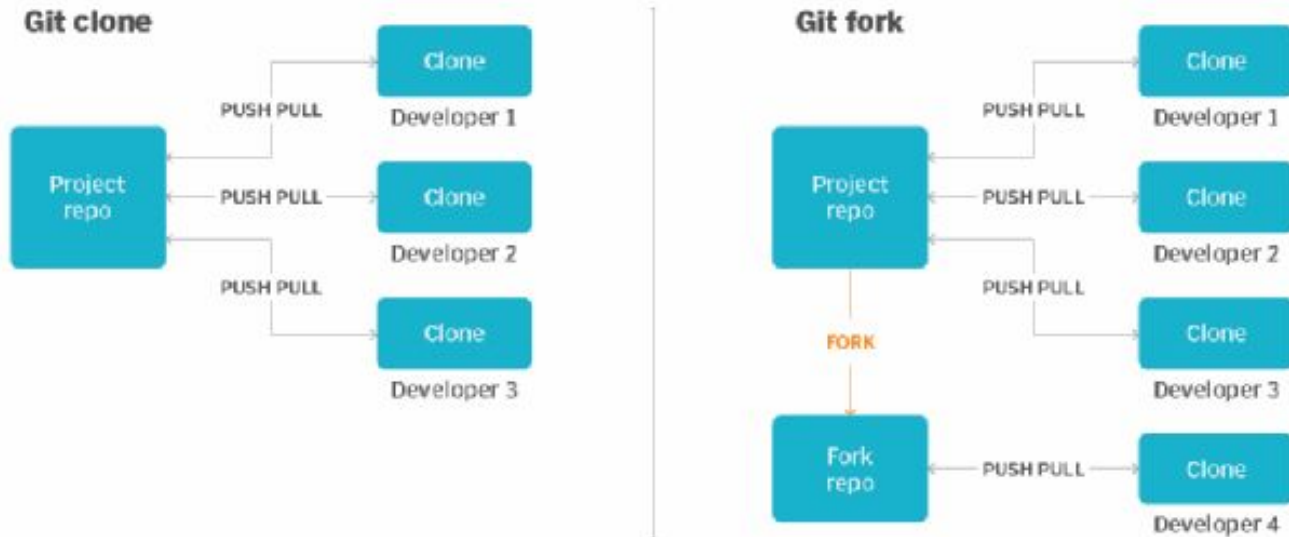 Git clone
Clone
PUSH PULL
Developer 1
Project
repo
PUSH PULL
Clone
Developer 2
PUSH PULL
Clone
Developer 3
Git fork
Clone
PUSH PULL
Developer 1
Project
repo
PUSH PULL
Clone
Developer 2
PUSH PULL
Clone
FORK
Developer 3
Fork
repo
PUSH PULL
Clone
Developer 4